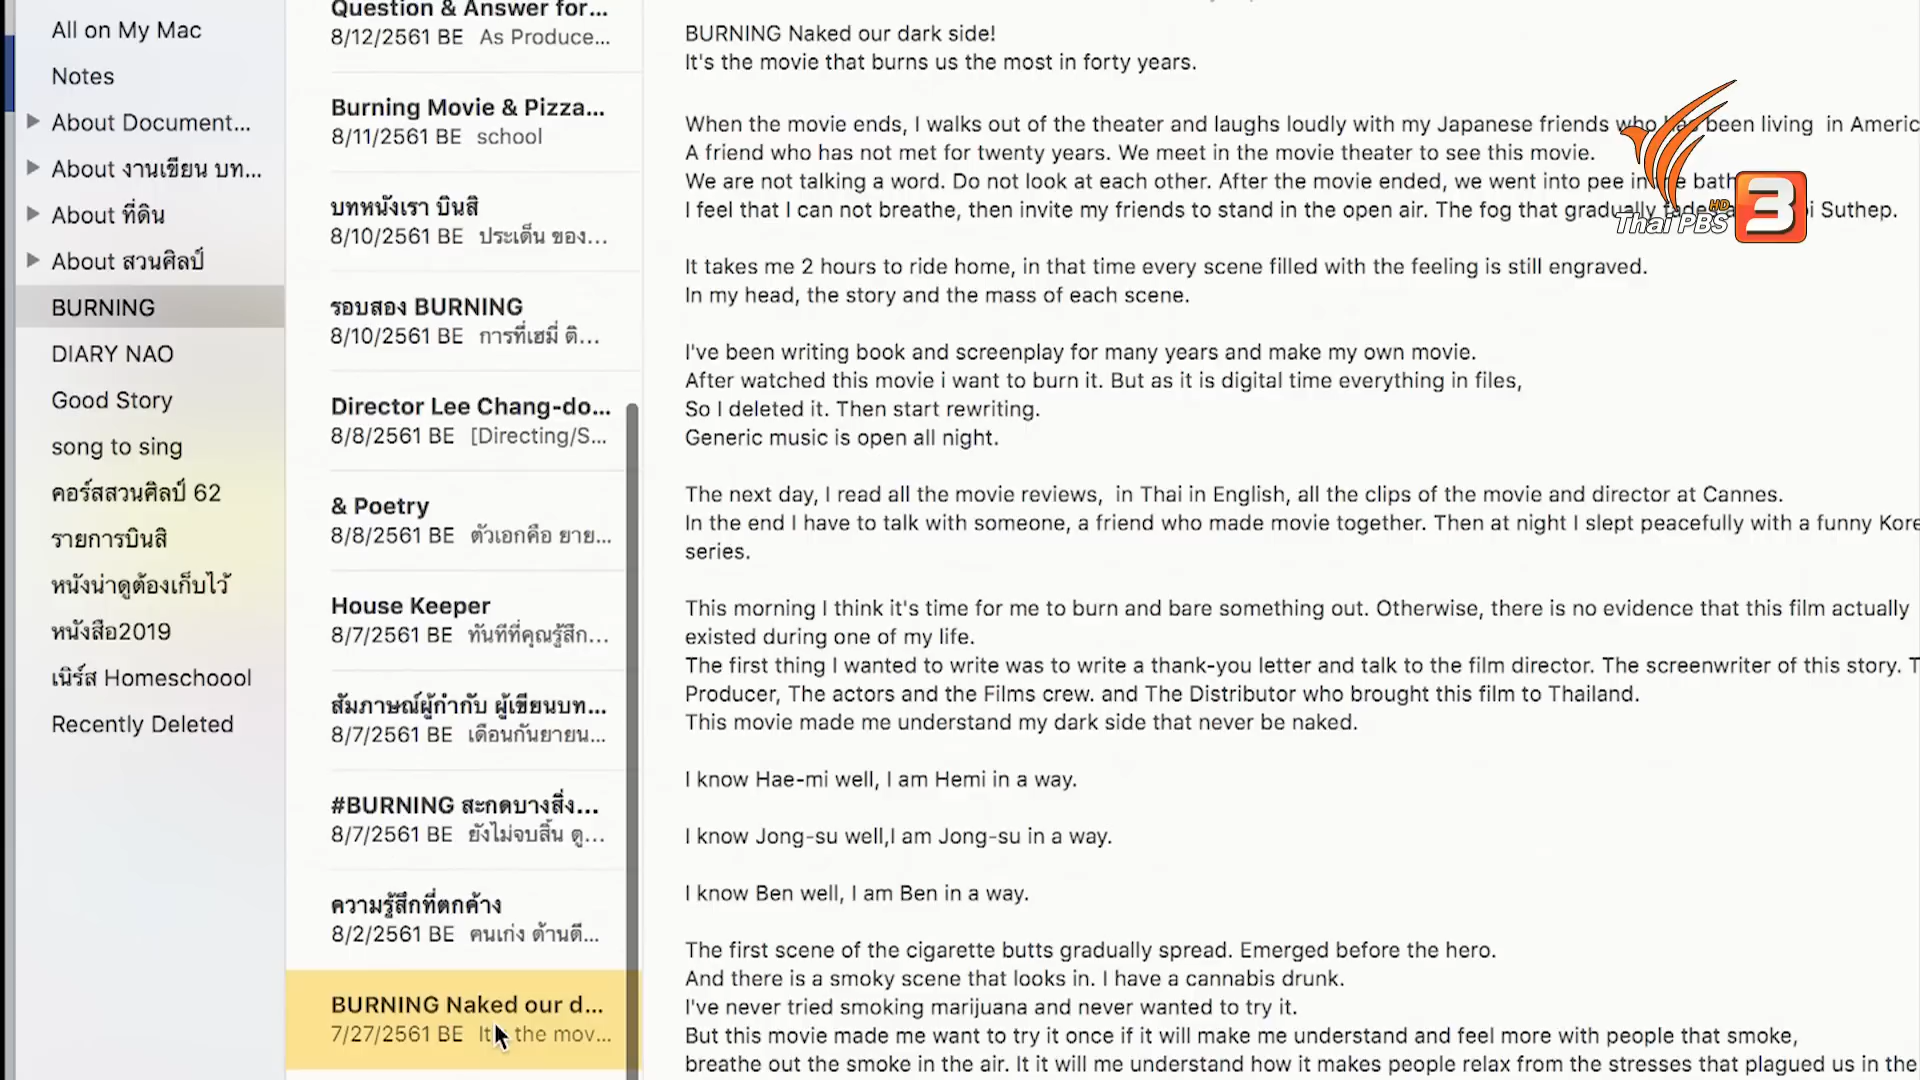 All on My Mac
Notes
About Document...
About งานเขียน บท...
About ที่ดิน
About สวนศิลป์
BURNING
DIARY NAO
Good Story
song to sing
คอร์สสวนศิลป์ 62
รายการบินสิ
หนังน่าดูต้องเก็บไว้
หนังสือ2019
เนิร์ส Homeschoool
Recently Deleted
Question & Answer for...
8/12/2561 BE As Produce...
Burning Movie & Pizza...
8/11/2561 BE school
บทหนังเรา บินสิ
8/10/2561 BE ประเด็น ของ...
รอบสอง BURNING
8/10/2561 BE การที่เฮมี่ ติ...
Director Lee Chang-do...
8/8/2561 BE [Directing/S...
& Poetry
8/8/2561 BE ตัวเอกคือ ยาย...
House Keeper
8/7/2561 BE ทันทีที่คุณรู้สึก...
สัมภาษณ์ผู้กำกับ ผู้เขียนบท...
8/7/2561 BE เดือนกันยายน...
#BURNING สะกดบางสิ่ง...
8/7/2561 BE ยังไม่จบสิ้น ดู...
ความรู้สึกที่ตกค้าง
8/2/2561 BE คนเก่ง ด้านดี...
BURNING Naked our d...
7/27/2561 BE It's the mov...
BURNING Naked our dark side!
It's the movie that burns us the most in forty years.
When the movie ends, I walks out of the theater and laughs loudly with my Japanese friends who has been living in Americ
A friend who has not met for twenty years. We meet in the movie theater to see this movie.
We are not talking a word. Do not look at each other. After the movie ended, we went into pee in the bath
I feel that I can not breathe, then invite my friends to stand in the open air. The fog that gradually Suthep.
It takes me 2 hours to ride home, in that time every scene filled with the feeling is still engraved.
In my head, the story and the mass of each scene.
I've been writing book and screenplay for many years and make my own movie.
After watched this movie i want to burn it. But as it is digital time everything in files,
So I deleted it. Then start rewriting.
Generic music is open all night.
The next day, I read all the movie reviews, in Thai in English, all the clips of the movie and director at Cannes.
In the end I have to talk with someone, a friend who made movie together. Then at night I slept peacefully with a funny Kore
series.
This morning I think it's time for me to burn and bare something out. Otherwise, there is no evidence that this film actually
existed during one of my life.
The first thing I wanted to write was to write a thank-you letter and talk to the film director. The screenwriter of this story. T
Producer, The actors and the Films crew. and The Distributor who brought this film to Thailand.
This movie made me understand my dark side that never be naked.
I know Hae-mi well, I am Hemi in a way.
I know Jong-su well,I am Jong-su in a way.
I know Ben well, I am Ben in a way.
The first scene of the cigarette butts gradually spread. Emerged before the hero.
And there is a smoky scene that looks in. I have a cannabis drunk.
I've never tried smoking marijuana and never wanted to try it.
But this movie made me want to try it once if it will make me understand and feel more with people that smoke,
breathe out the smoke in the air. It it will me understand how it makes people relax from the stresses that plagued us in the
Thai PBS HD 3